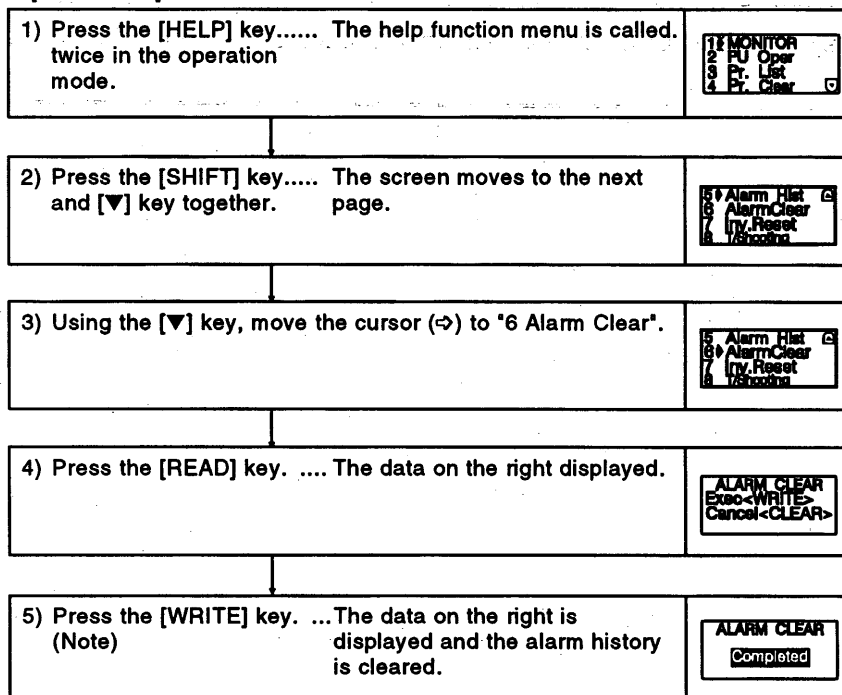 1) Press the [HELP] key...... The help function menu is called.
twice in the operation
mode.
1 MONITOR
2 PU Oper
3 Pr. List
4 Pr. Clear
2) Press the [SHIFT] key..... The screen moves to the next
and [▼] key together. page.
5 Alarm Hist
6 AlarmClear
7 Inv.Reset
8 T/Shooting
3) Using the [▼] key, move the cursor (⇨) to "6 Alarm Clear".
5 Alarm Hist
6 AlarmClear
7 Inv.Reset
8 T/Shooting
4) Press the [READ] key. .... The data on the right displayed.
ALARM CLEAR
Exec<WRITE>
Cancel<CLEAR>
5) Press the [WRITE] key. ...The data on the right is
(Note) displayed and the alarm history
is cleared.
ALARM CLEAR
Completed